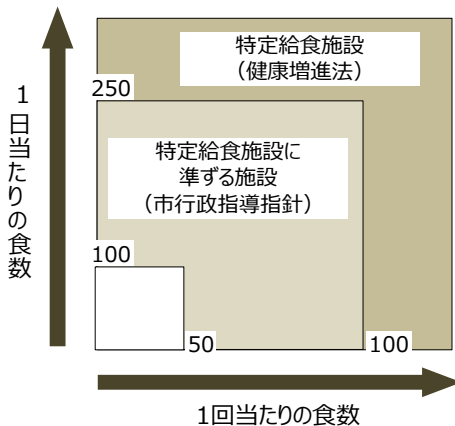 特定給食施設
（健康増進法）
250
特定給食施設に
準ずる施設
（市行政指導指針）
100
50
100
1日当たりの食数
1回当たりの食数